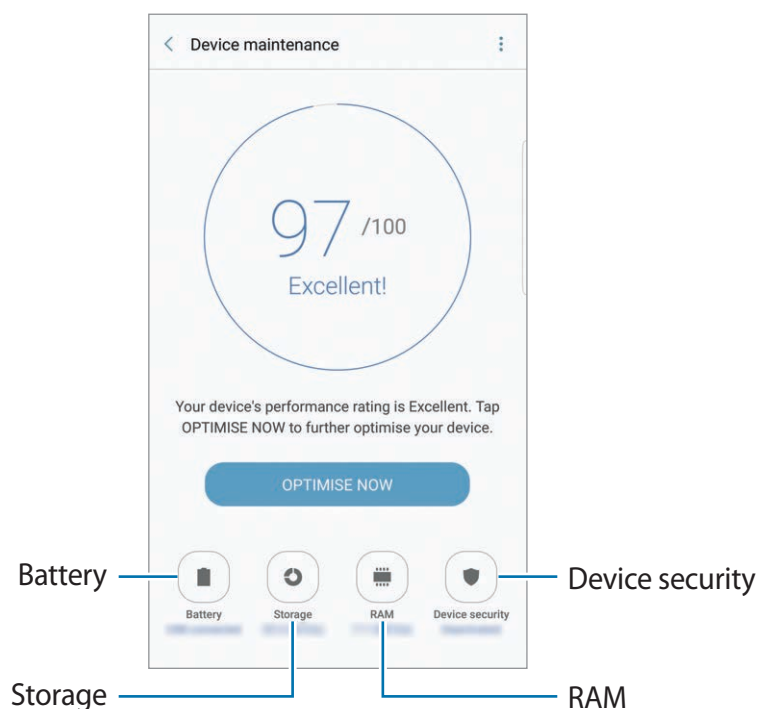 Device maintenance
97 /100
Excellent!
Your device's performance rating is Excellent. Tap
OPTIMISE NOW to further optimise your device.
OPTIMISE NOW
Battery
Device security
Battery
Storage
RAM
Device security
Storage
RAM